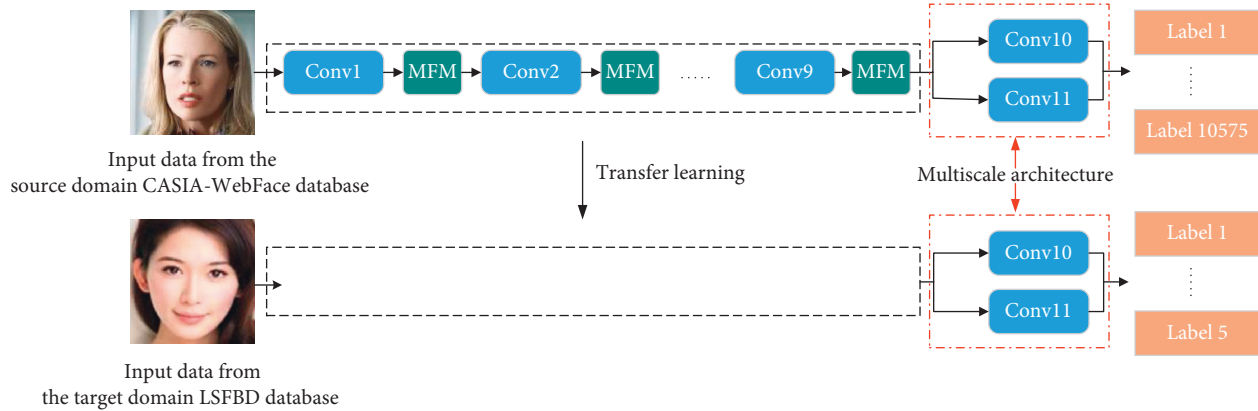 Conv1
MFM
Conv2
MFM
.....
Conv9
MFM
Conv10
Conv11
Label 1
Label 10575
Input data from the
source domain CASIA-WebFace database
Transfer learning
Multiscale architecture
Conv10
Conv11
Label 1
Label 5
Input data from
the target domain LSFBD database